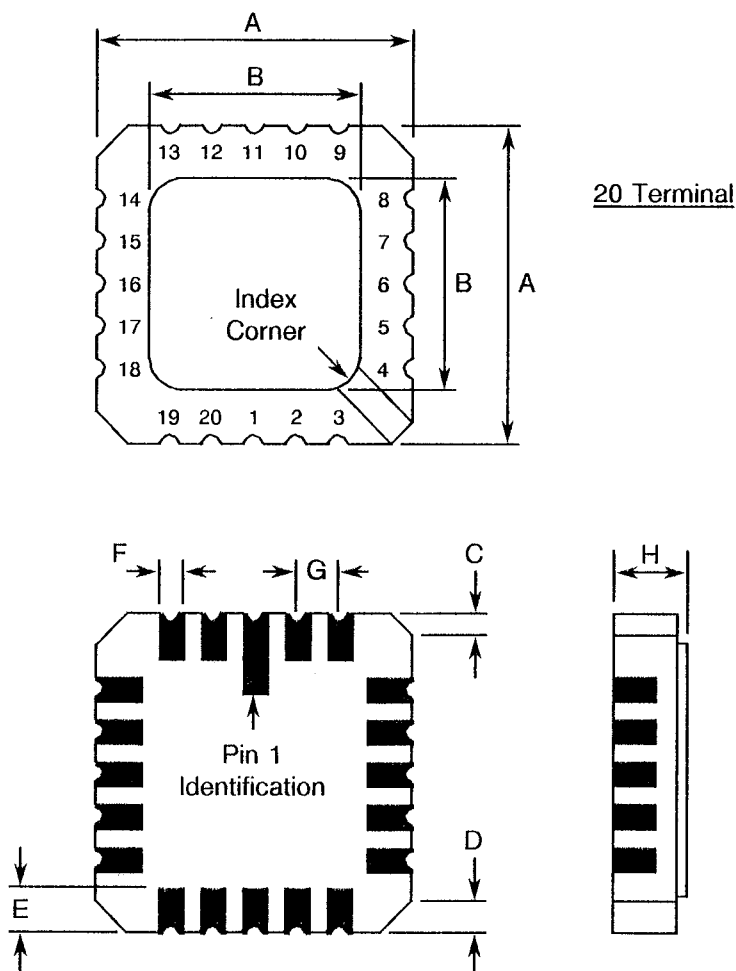 A
B
13 12 11 10 9
14 8
20 Terminal
15 7
16 6
B A
Index
Corner
17 5
18 4
19 20 1 2 3
F G C H
Pin 1
Identification
D
E